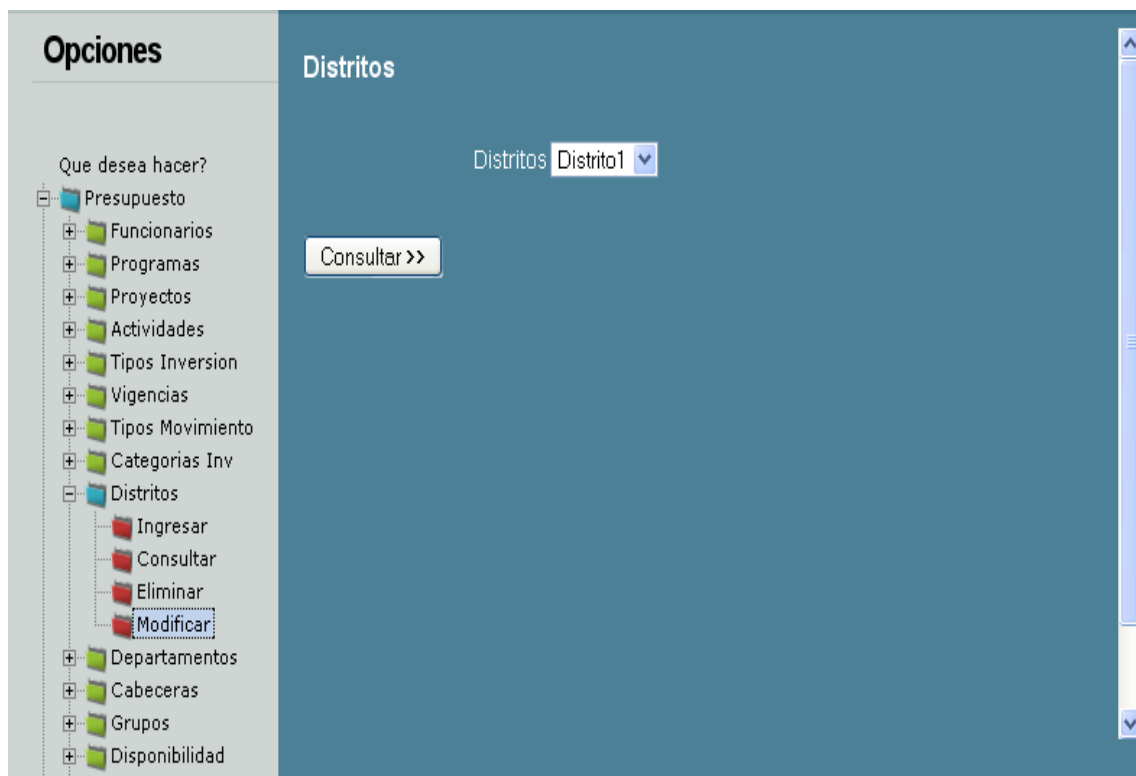 Opciones
Que desea hacer?
Presupuesto
Funcionarios
Programas
Proyectos
Actividades
Tipos Inversion
Vigencias
Tipos Movimiento
Categorias Inv
Distritos
Ingresar
Consultar
Eliminar
Modificar
Departamentos
Cabeceras
Grupos
Disponibilidad
Distritos
Distritos Distrito1
Consultar >>